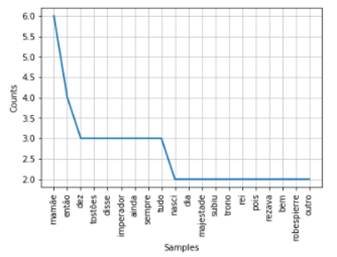 6.0
5.5
5.0
4.5
4.0
3.5
3.0
2.5
2.0
Counts
mamãe
então
dez
tostões
disse
imperador
ainda
sempre
tudo
nasci
dia
majestade
subiu
trono
rei
pois
rezava
bem
robespierre
outro
Samples